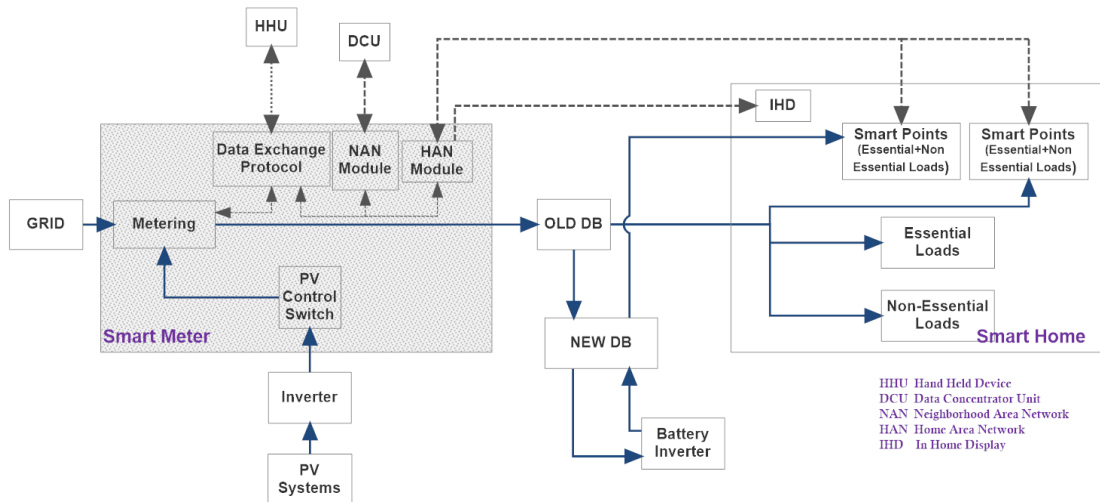 HHU
DCU
IHD
Data Exchange
Protocol
NAN
Module
HAN
Module
Smart Points
(Essential+Non
Essential Loads)
Smart Points
(Essential+Non
Essential Loads)
GRID
Metering
OLD DB
Essential
Loads
PV
Control
Switch
Non-Essential
Loads
Smart Meter
Smart Home
NEW DB
Inverter
Battery
Inverter
PV
Systems
HHU Hand Held Device
DCU Data Concentrator Unit
NAN Neighborhood Area Network
HAN Home Area Network
IHD In Home Display